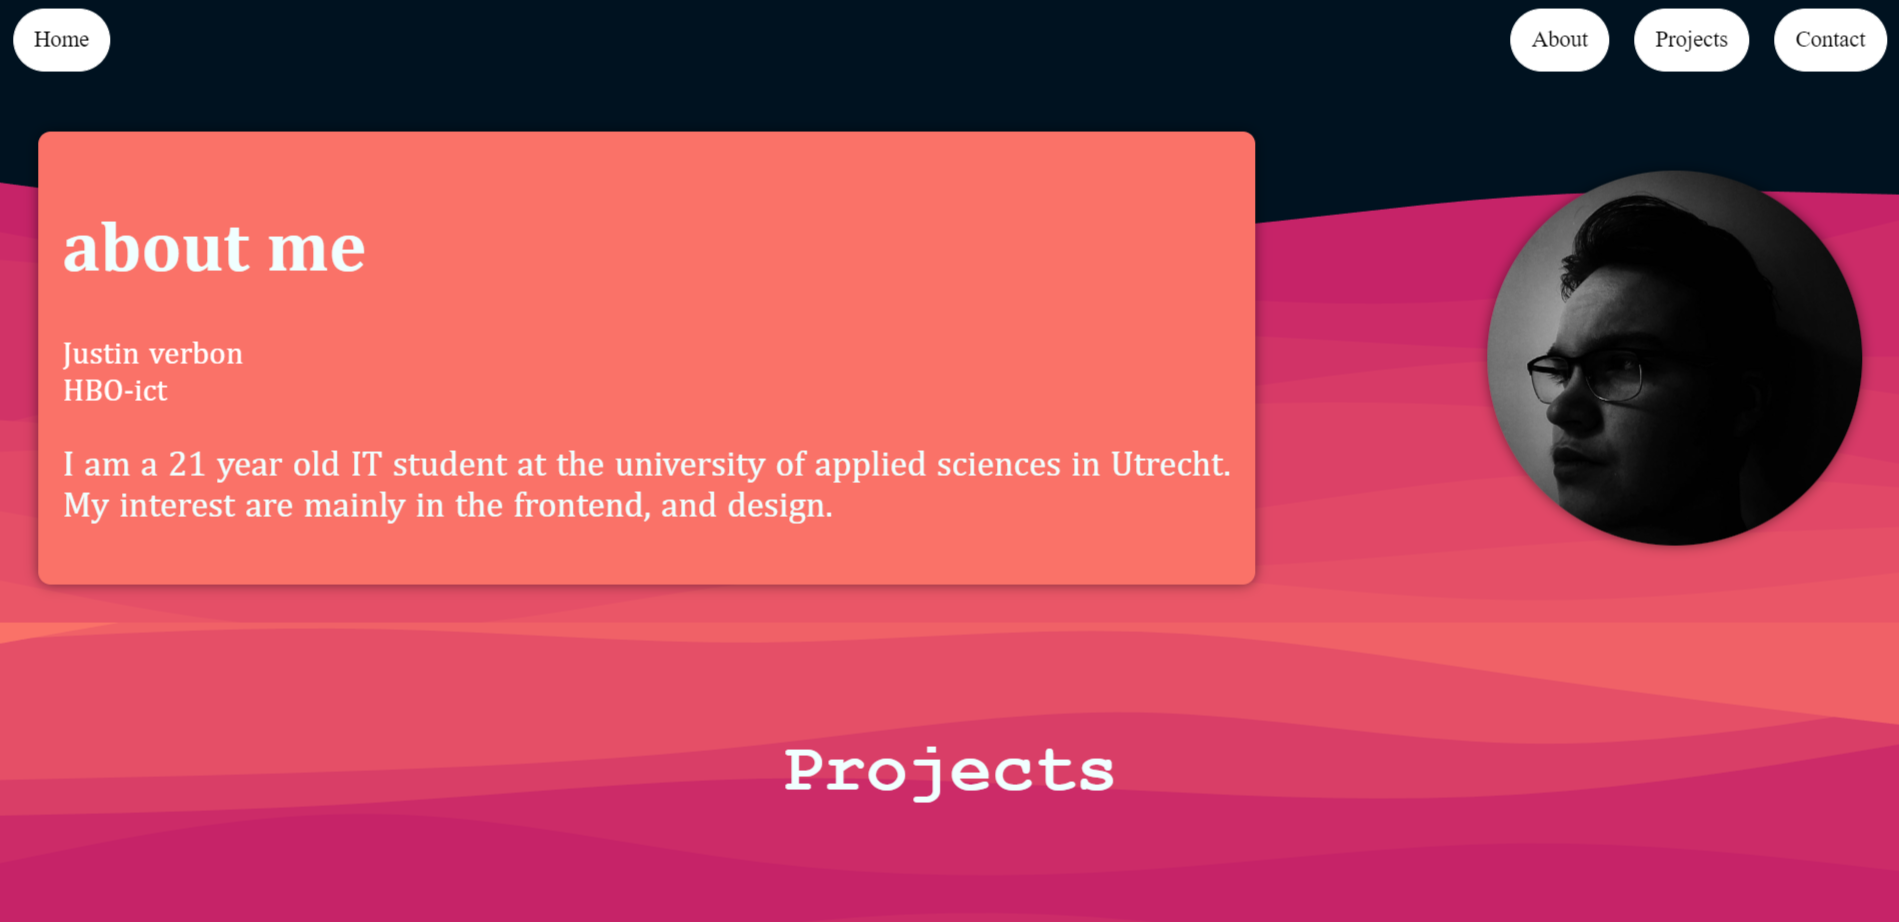 Home
About
Projects
Contact
about me
Justin verbon
HBO-ict
I am a 21 year old IT student at the university of applied sciences in Utrecht.
My interest are mainly in the frontend, and design.
Projects